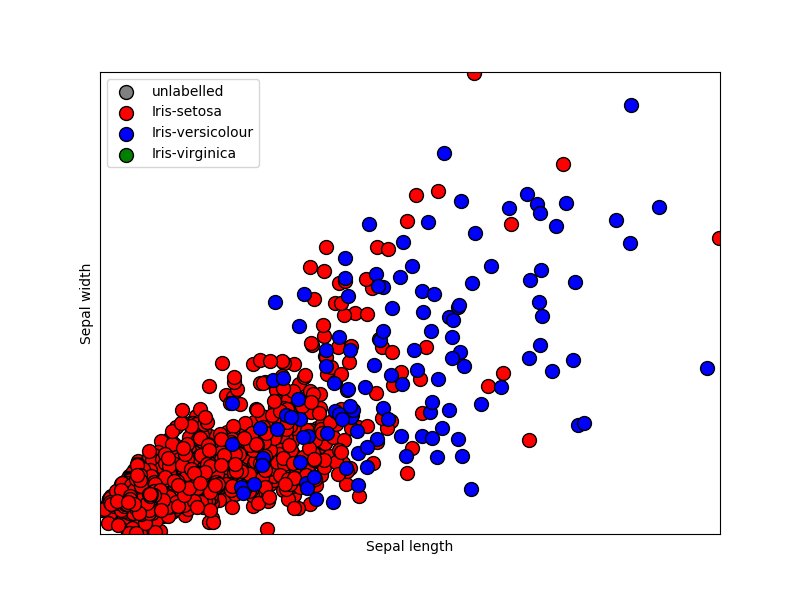 unlabelled
Iris-setosa
Iris-versicolour
Iris-virginica
Sepal width
Sepal length